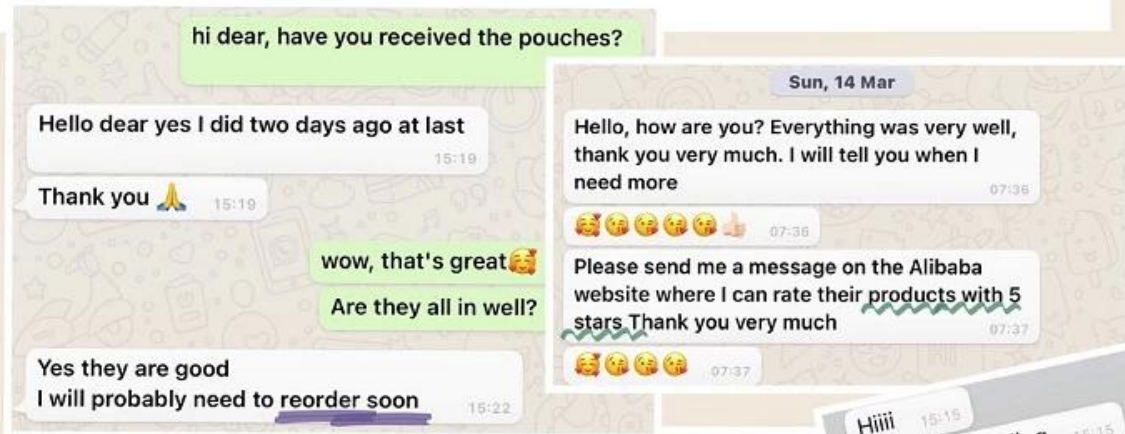 hi dear, have you received the pouches?
Hello dear yes I did two days ago at last
15:19
Thank you 🙏 15:19
wow, that's great🥰
Are they all in well?
Yes they are good
I will probably need to reorder soon
15:22
Sun, 14 Mar
Hello, how are you? Everything was very well,
thank you very much. I will tell you when I
need more
07:36
🥰😘😘😘😘👍🏻 07:36
Please send me a message on the Alibaba
website where I can rate their products with 5
stars Thank you very much
07:37
🥰😘😘😘 07:37
Hiiii 15:15
15:15